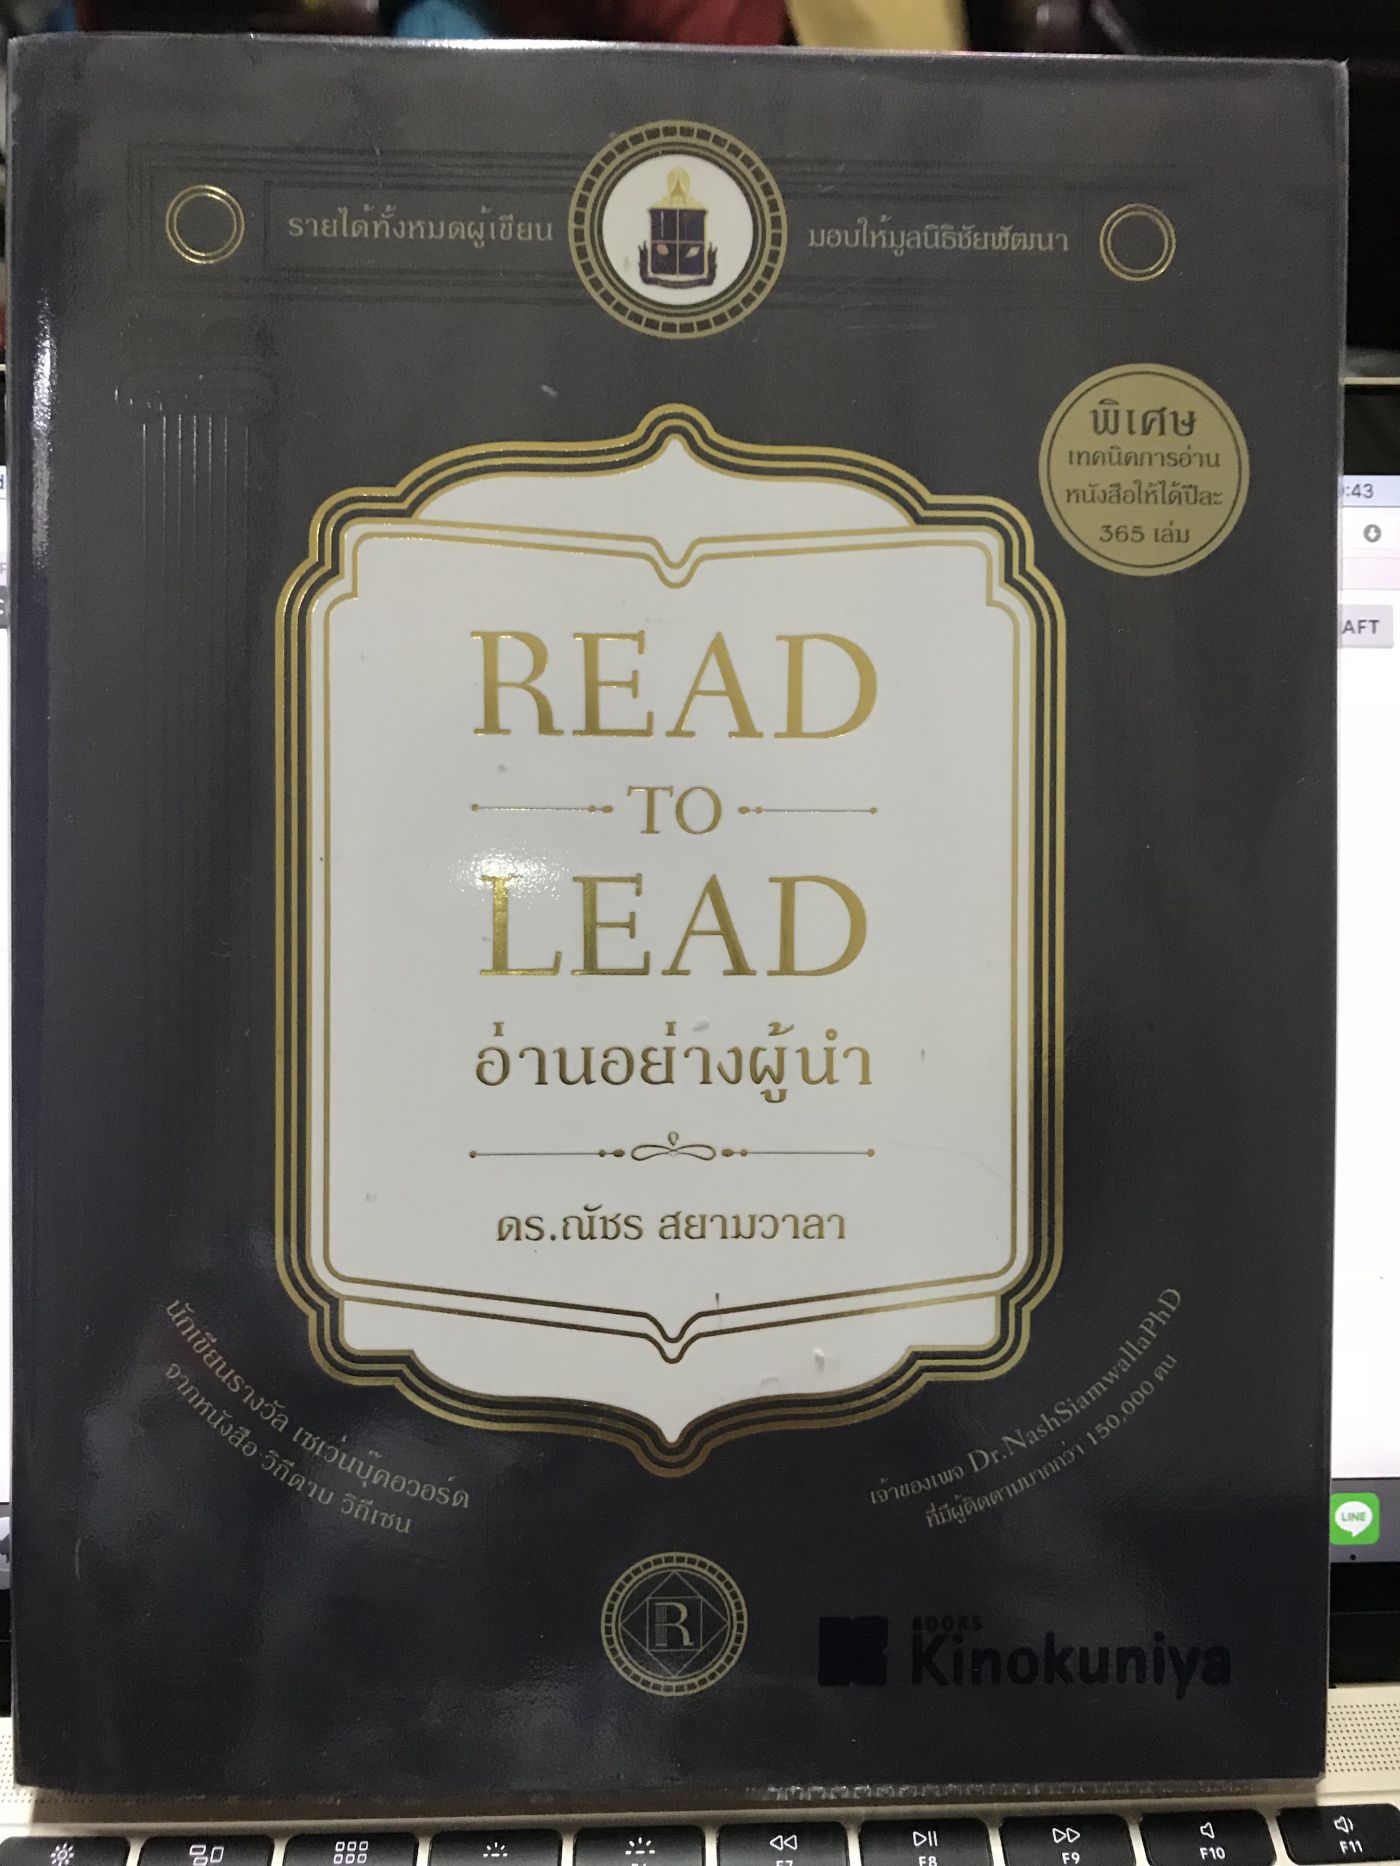 รายได้ทั้งหมดผู้เขียน
มอบให้มูลนิธิชัยพัฒนา
พิเศษ
เทคนิคการอ่าน
หนังสือให้ได้ปีละ
365 เล่ม
:43
AFT
READ
TO
LEAD
อ่านอย่างผู้นำ
ดร.ณัชร สยามวาลา
นักเขียนรางวัล เซเว่นบุ๊คอวอร์ด
จากหนังสือ วิถีดาบ วิถีเซน
เจ้าของเพจ Dr.NashSiamwallaPhD
ที่มีผู้ติดตามมากกว่า 150,000 คน
LINE
R
BOOKS
Kinokuniya
F7
F8
F9
F10
F11